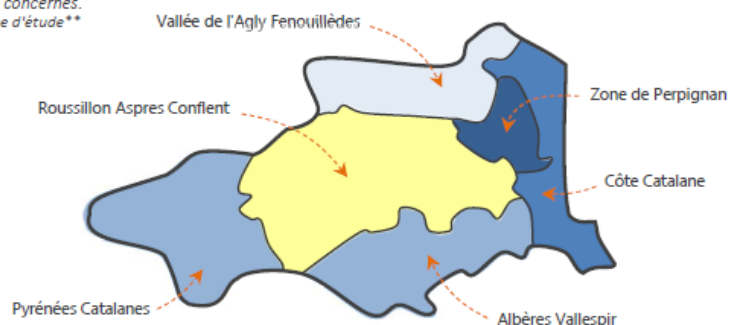 concernés.
e d'étude**
Vallée de l'Agly Fenouillèdes
Zone de Perpignan
Roussillon Aspres Conflent
Côte Catalane
Pyrénées Catalanes
Albères Vallespir